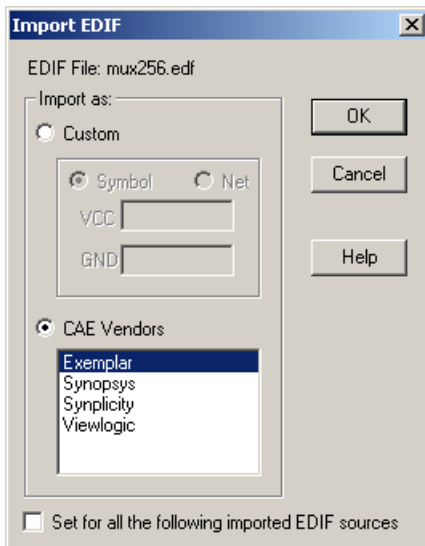 Import EDIF
EDIF File: mux256.edf
Import as:
Custom
Symbol Net
VCC
GND
CAE Vendors
Exemplar
Synopsys
Synplicity
Viewlogic
Set for all the following imported EDIF sources
OK
Cancel
Help